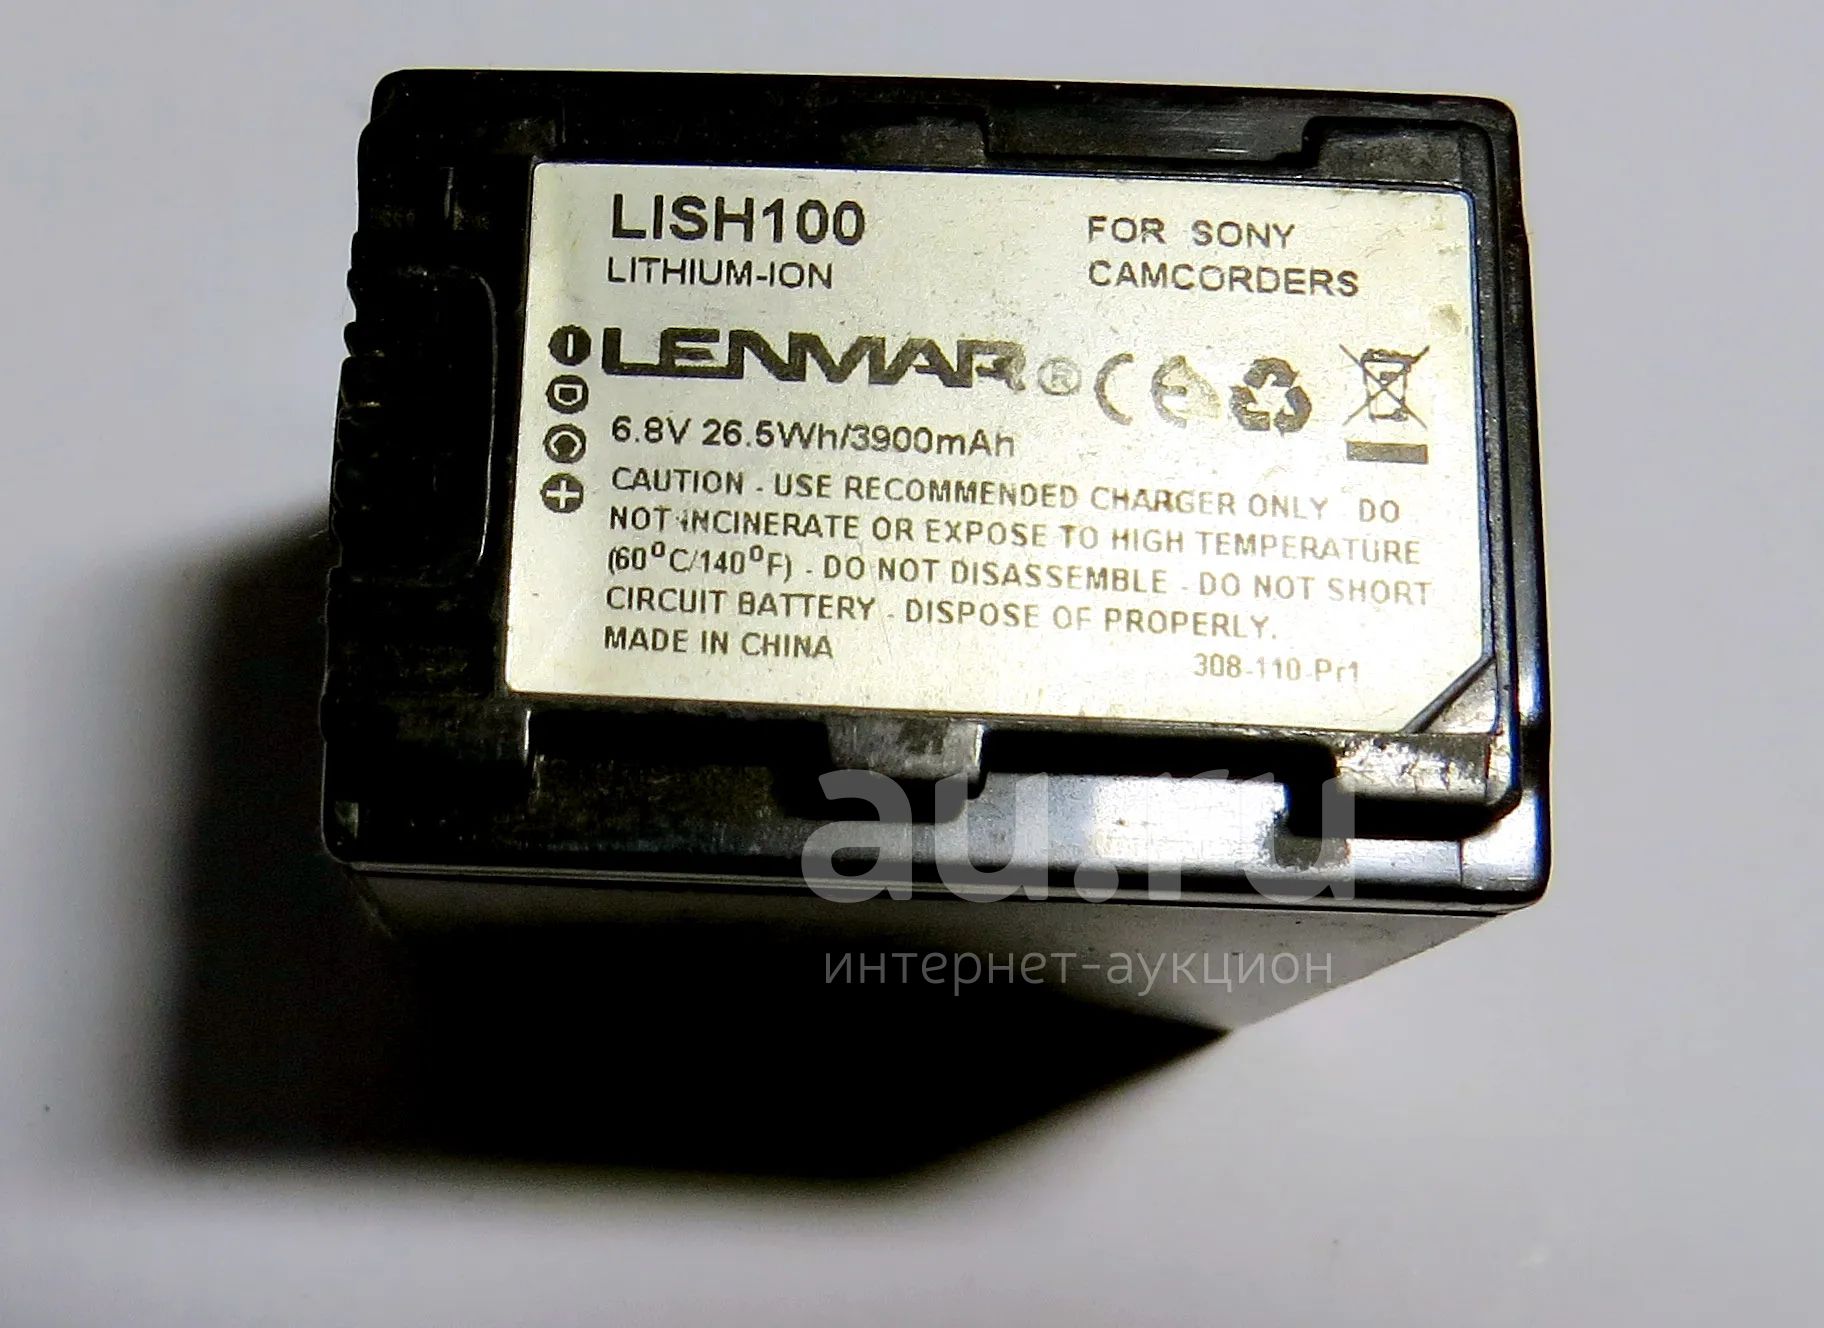 LISH100
LITHIUM-ION
FOR SONY
CAMCORDERS
LENMAR®
CE
6.8V 26.5Wh/3900mAh
CAUTION - USE RECOMMENDED CHARGER ONLY - DO
NOT INCINERATE OR EXPOSE TO HIGH TEMPERATURE
(60°C/140°F) - DO NOT DISASSEMBLE - DO NOT SHORT
CIRCUIT BATTERY - DISPOSE OF PROPERLY.
MADE IN CHINA
308-110-Pr1
au.ru
интернет-аукцион